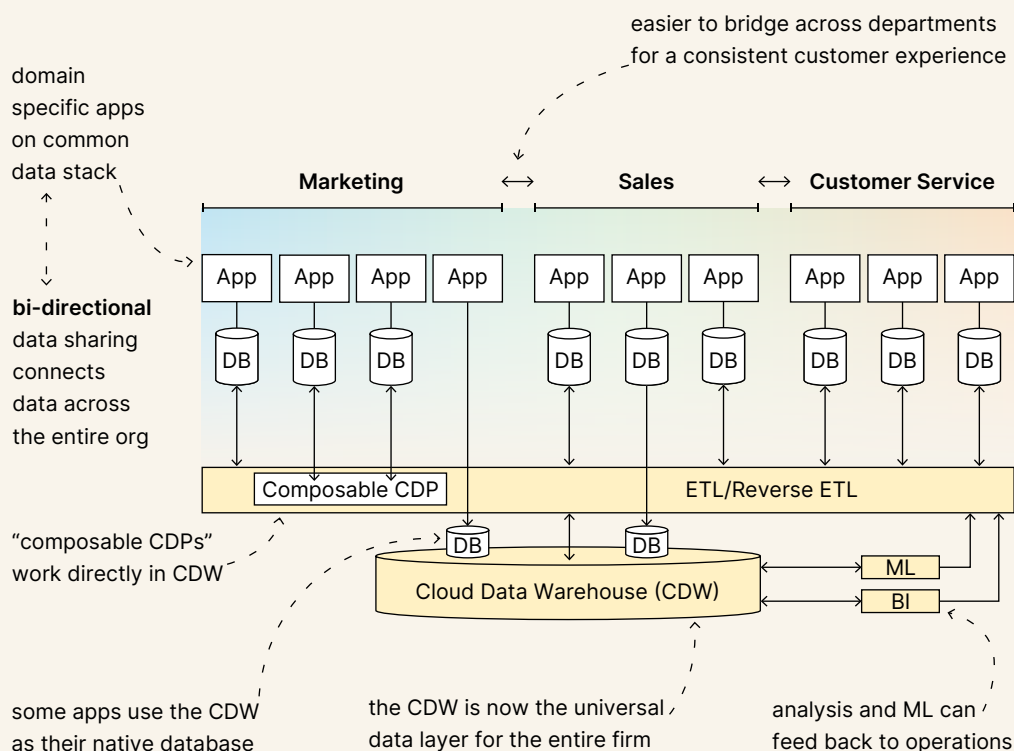 easier to bridge across departments
for a consistent customer experience
domain
specific apps
on common
data stack
bi-directional
data sharing
connects
data across
the entire org
Marketing
Sales
Customer Service
App
App
App
App
App
App
App
App
App
App
DB
DB
DB
DB
DB
DB
DB
DB
DB
Composable CDP
ETL/Reverse ETL
“composable CDPs”
work directly in CDW
DB
DB
Cloud Data Warehouse (CDW)
ML
BI
some apps use the CDW
as their native database
the CDW is now the universal
data layer for the entire firm
analysis and ML can
feed back to operations